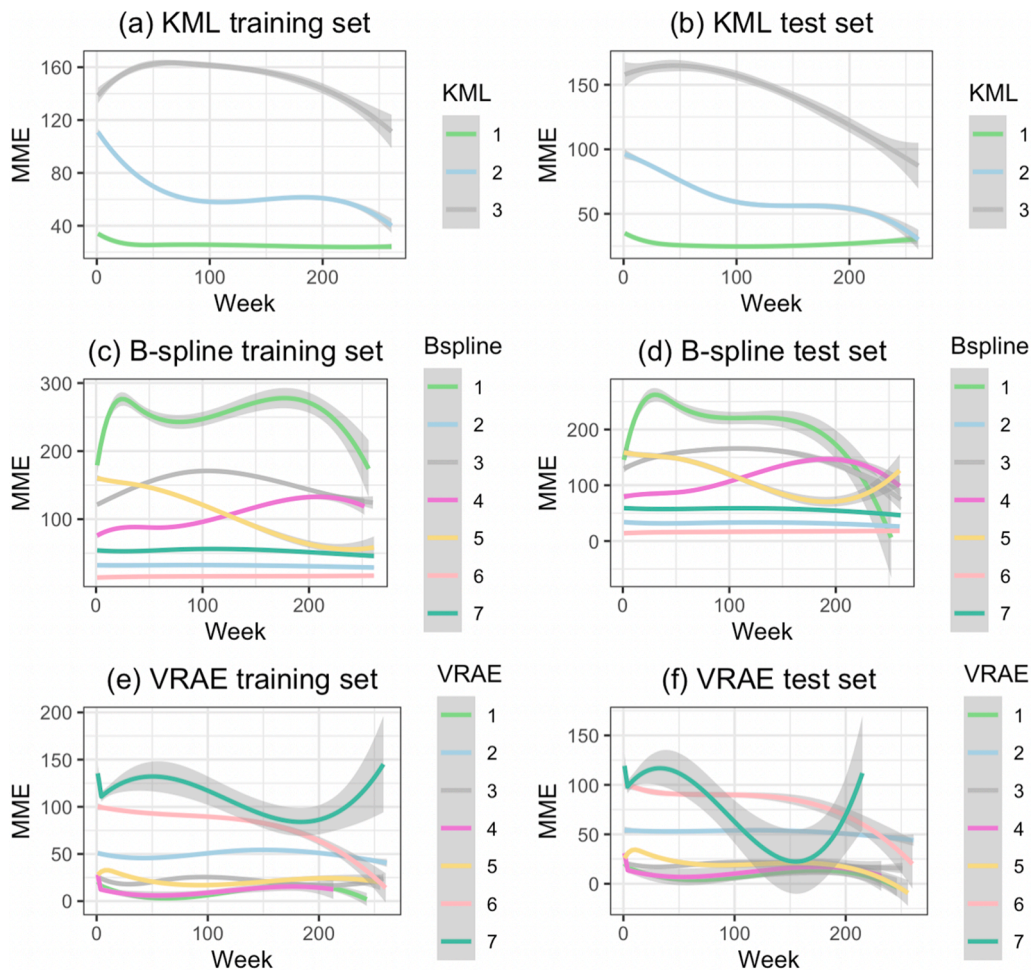 (a) KML training set
160
120
80
40
MME
0 100 200
Week
KML
1
2
3
(b) KML test set
150
100
50
MME
0 100 200
Week
KML
1
2
3
(c) B-spline training set
300
200
100
MME
0 100 200
Week
Bspline
1
2
3
4
5
6
7
(d) B-spline test set
200
100
0
MME
0 100 200
Week
Bspline
1
2
3
4
5
6
7
(e) VRAE training set
200
150
100
50
0
MME
0 100 200
Week
VRAE
1
2
3
4
5
6
7
(f) VRAE test set
150
100
50
0
MME
0 100 200
Week
VRAE
1
2
3
4
5
6
7